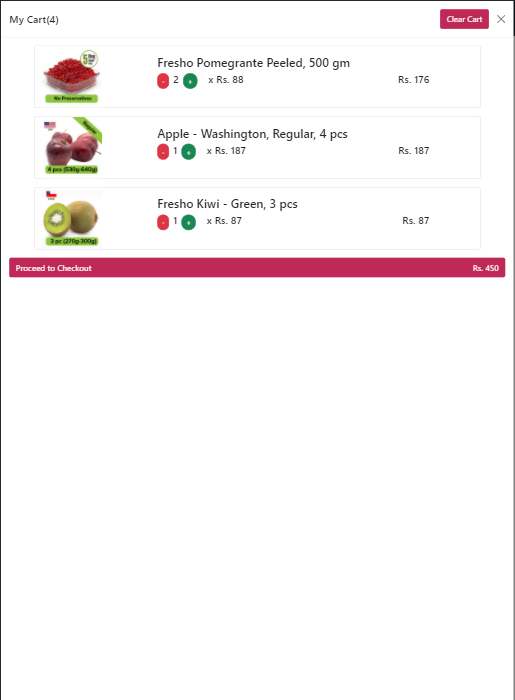 My Cart(4)
Clear Cart
Fresho Pomegrante Peeled, 500 gm
- 2 + x Rs. 88 Rs. 176
No Preservatives
Apple - Washington, Regular, 4 pcs
- 1 + x Rs. 187 Rs. 187
Regular
4 pcs (530g-640g)
Fresho Kiwi - Green, 3 pcs
- 1 + x Rs. 87 Rs. 87
3 pc (270g-300g)
Proceed to Checkout Rs. 450